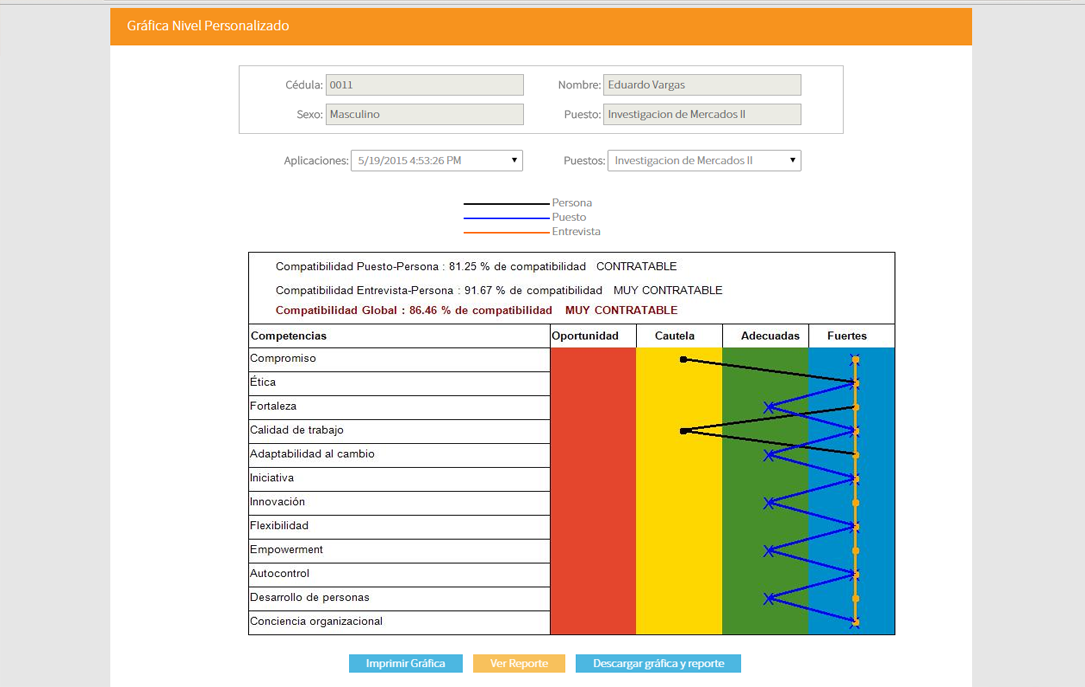 Gráfica Nivel Personalizado
Cédula: 0011 Nombre: Eduardo Vargas
Sexo: Masculino Puesto: Investigacion de Mercados II
Aplicaciones: 5/19/2015 4:53:26 PM Puestos: Investigacion de Mercados II
Persona
Puesto
Entrevista
Compatibilidad Puesto-Persona : 81.25 % de compatibilidad CONTRATABLE
Compatibilidad Entrevista-Persona : 91.67 % de compatibilidad MUY CONTRATABLE
Compatibilidad Global : 86.46 % de compatibilidad MUY CONTRATABLE
Competencias Oportunidad Cautela Adecuadas Fuertes
Compromiso
Ética
Fortaleza
Calidad de trabajo
Adaptabilidad al cambio
Iniciativa
Innovación
Flexibilidad
Empowerment
Autocontrol
Desarrollo de personas
Conciencia organizacional
Imprimir Gráfica Ver Reporte Descargar gráfica y reporte